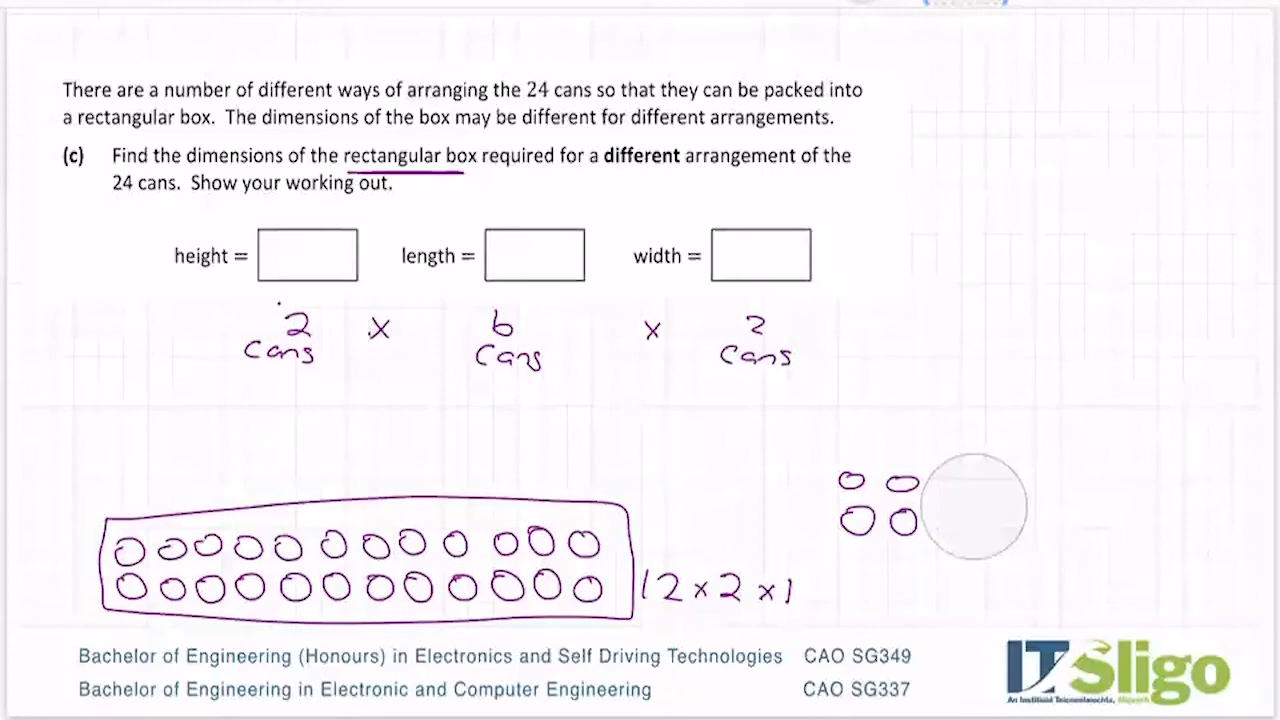 There are a number of different ways of arranging the 24 cans so that they can be packed into
a rectangular box. The dimensions of the box may be different for different arrangements.
(c) Find the dimensions of the rectangular box required for a different arrangement of the
24 cans. Show your working out.
height = length = width =
2 x 6 x 2
cans cans cans
12 x 2 x 1
Bachelor of Engineering (Honours) in Electronics and Self Driving Technologies CAO SG349
Bachelor of Engineering in Electronic and Computer Engineering CAO SG337
IT Sligo
An Institiúid Teicneolaíochta, Sligeach